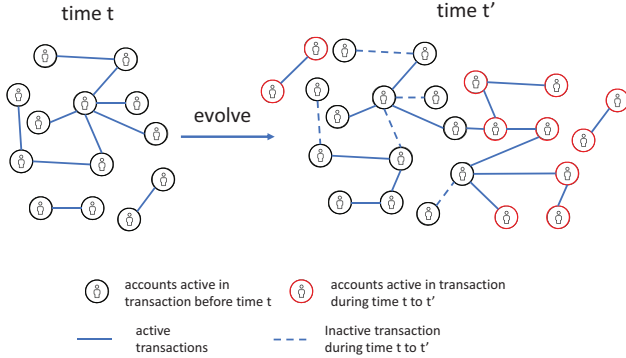 time t
time t’
evolve
accounts active in
transaction before time t
accounts active in transaction
during time t to t’
active
transactions
Inactive transaction
during time t to t’